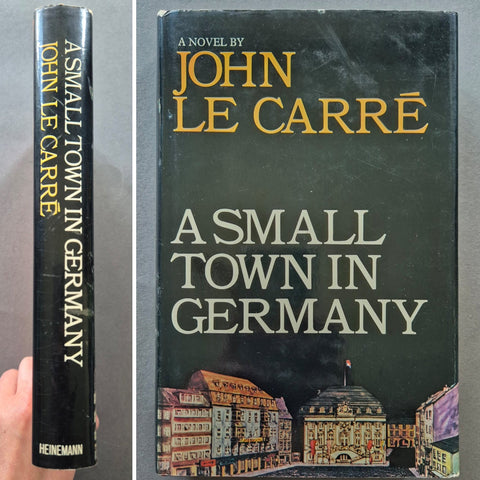 A SMALL TOWN IN GERMANY
JOHN LE CARRÉ
HEINEMANN
A NOVEL BY
JOHN
LE CARRÉ
A SMALL
TOWN IN
GERMANY